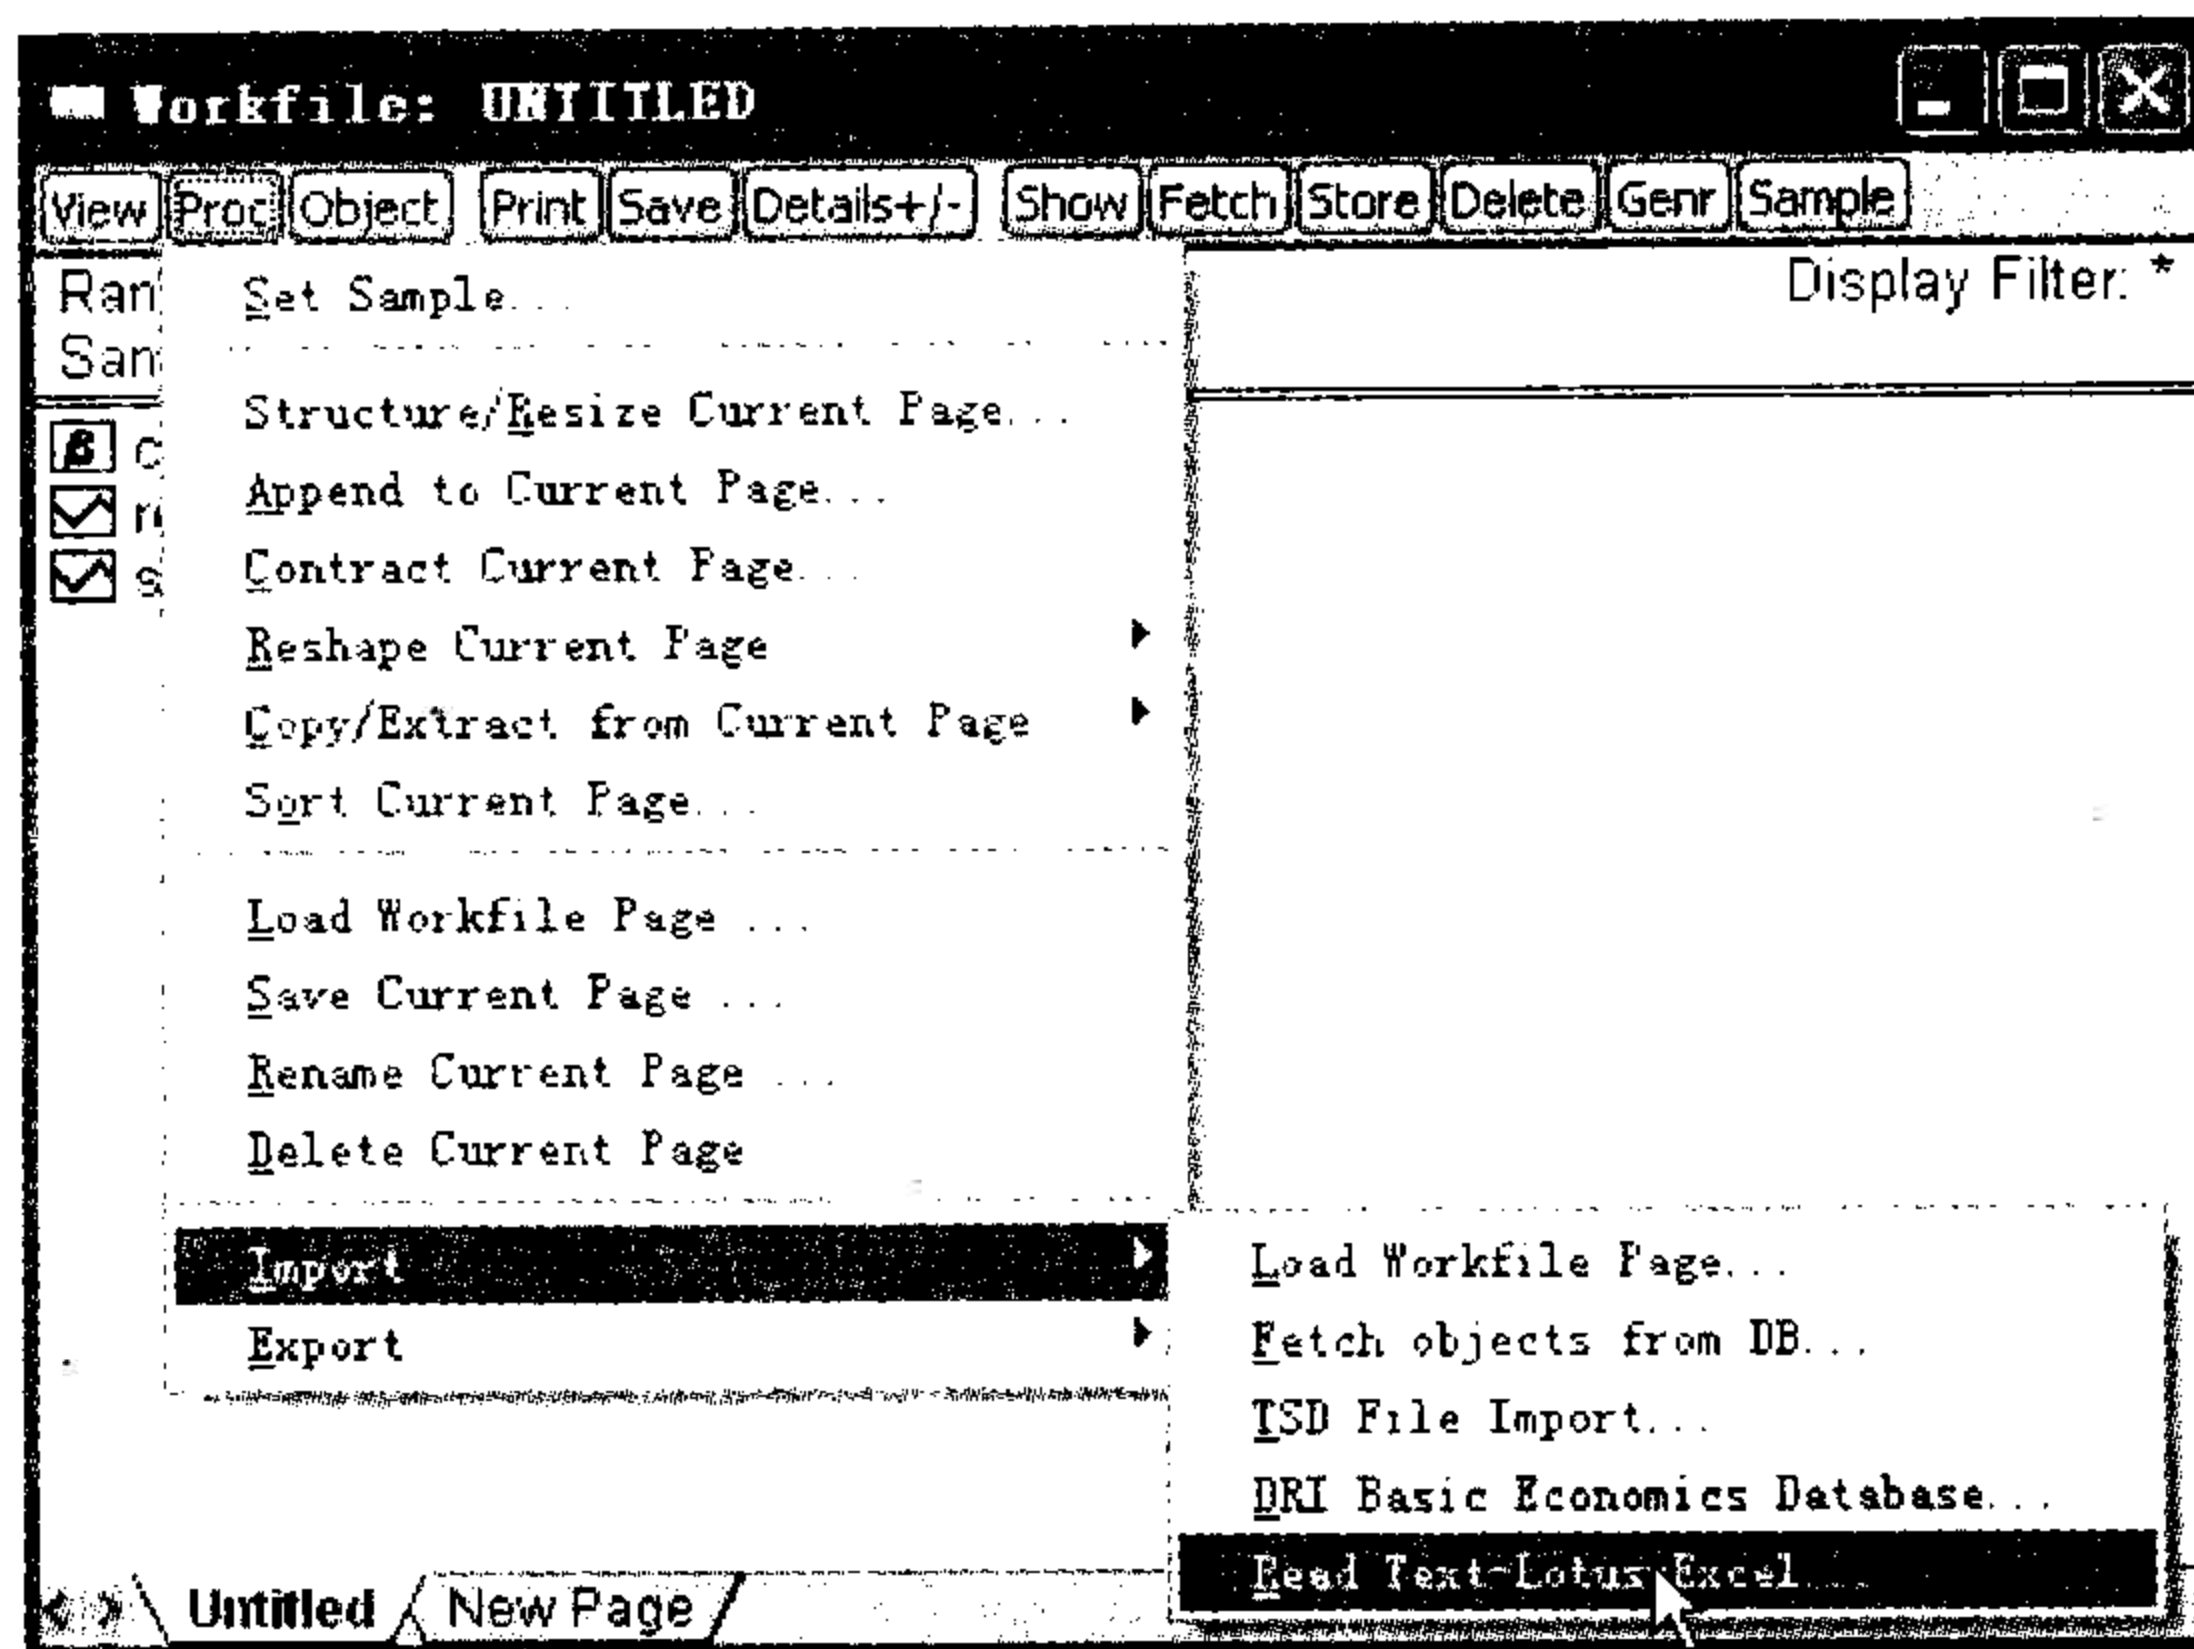 Workfile: UNTITLED
View Proc Object Print Save Details+/- Show Fetch Store Delete Genr Sample
Ran Display Filter: *
Sam
Set Sample...
Structure/Resize Current Page...
Append to Current Page...
Contract Current Page...
Reshape Current Page
Copy/Extract from Current Page
Sort Current Page...
Load Workfile Page ...
Save Current Page ...
Rename Current Page ...
Delete Current Page
Import
Export
c
r
s
Load Workfile Page...
Fetch objects from DB...
TSD File Import...
DRI Basic Economics Database...
Read Text-Lotus-Excel...
Untitled New Page